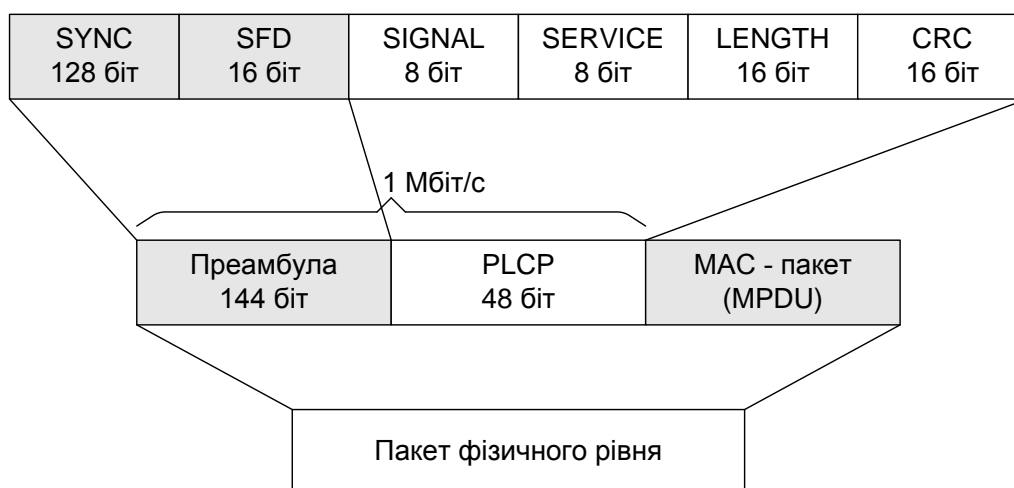 SYNC SFD SIGNAL SERVICE LENGTH CRC
128 біт 16 біт 8 біт 8 біт 16 біт 16 біт
1 Мбіт/с
Преамбула PLCP МАС - пакет
144 біт 48 біт (MPDU)
Пакет фізичного рівня